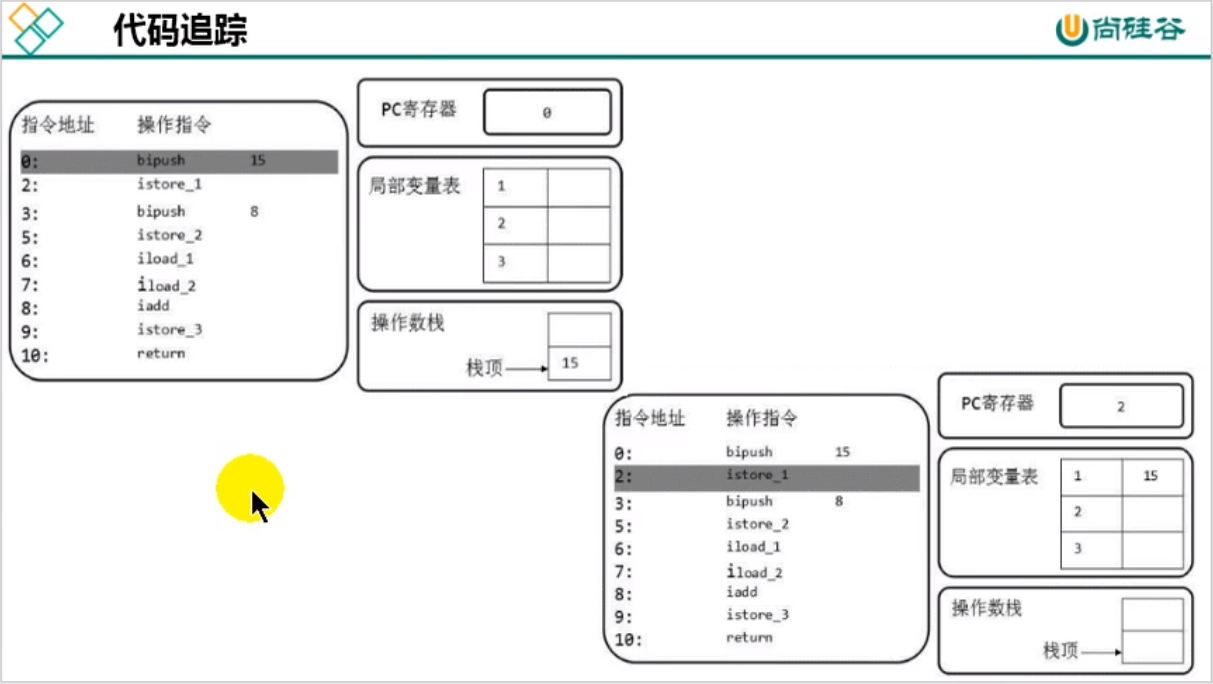 代码追踪
尚硅谷
指令地址 操作指令
0: bipush 15
2: istore_1
3: bipush 8
5: istore_2
6: iload_1
7: iload_2
8: iadd
9: istore_3
10: return
PC寄存器 0
局部变量表 1
2
3
操作数栈
栈顶 15
指令地址 操作指令
0: bipush 15
2: istore_1
3: bipush 8
5: istore_2
6: iload_1
7: iload_2
8: iadd
9: istore_3
10: return
PC寄存器 2
局部变量表 1 15
2
3
操作数栈
栈顶